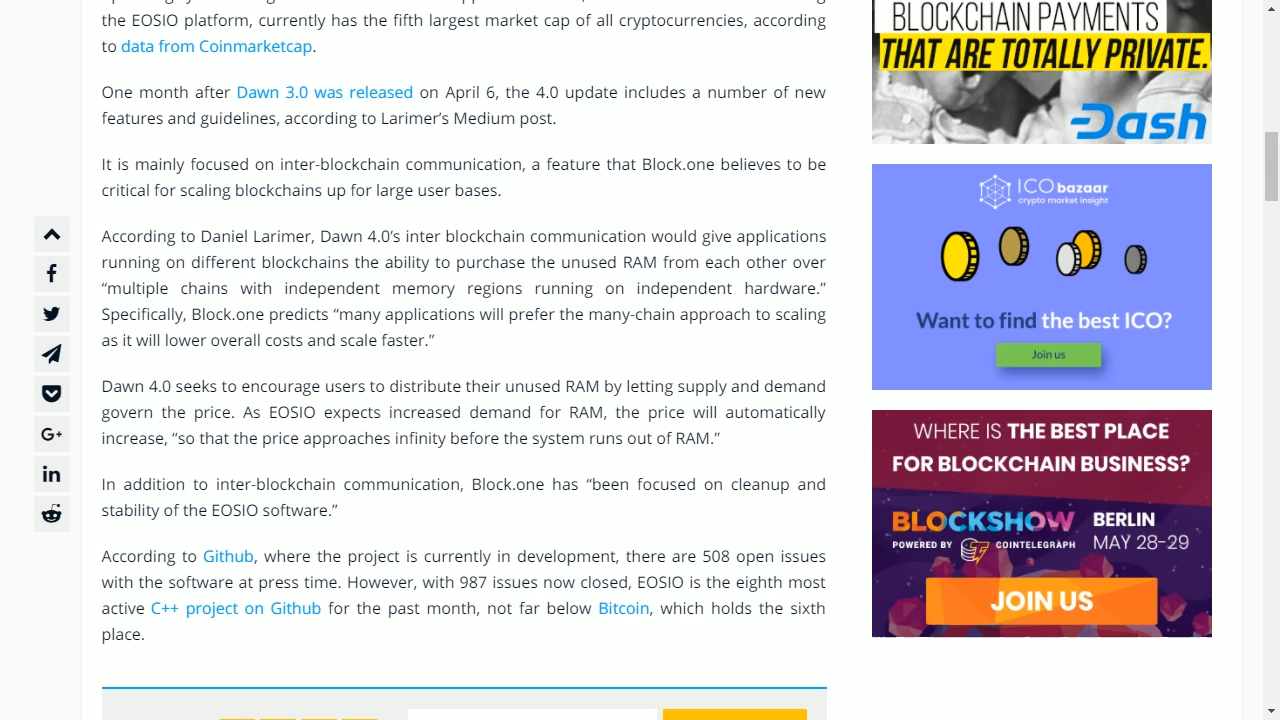 the EOSIO platform, currently has the fifth largest market cap of all cryptocurrencies, according
to data from Coinmarketcap.
One month after Dawn 3.0 was released on April 6, the 4.0 update includes a number of new
features and guidelines, according to Larimer’s Medium post.
It is mainly focused on inter-blockchain communication, a feature that Block.one believes to be
critical for scaling blockchains up for large user bases.
According to Daniel Larimer, Dawn 4.0’s inter blockchain communication would give applications
running on different blockchains the ability to purchase the unused RAM from each other over
“multiple chains with independent memory regions running on independent hardware.”
Specifically, Block.one predicts “many applications will prefer the many-chain approach to scaling
as it will lower overall costs and scale faster.”
Dawn 4.0 seeks to encourage users to distribute their unused RAM by letting supply and demand
govern the price. As EOSIO expects increased demand for RAM, the price will automatically
increase, “so that the price approaches infinity before the system runs out of RAM.”
In addition to inter-blockchain communication, Block.one has “been focused on cleanup and
stability of the EOSIO software.”
According to Github, while the project is currently in development, there are 508 open issues
with the software at press time. However, with 987 issues now closed, EOSIO is the eighth most
active C++ project on Github for the past month, not far below Bitcoin, which holds the sixth
place.
G+
in
BLOCKCHAIN PAYMENTS
THAT ARE TOTALLY PRIVATE.
Dash
ICO bazaar
crypto market insight
Want to find the best ICO?
Join us
WHERE IS THE BEST PLACE
FOR BLOCKCHAIN BUSINESS?
BLOCKSHOW
POWERED BY COINTELEGRAPH
BERLIN
MAY 28-29
JOIN US